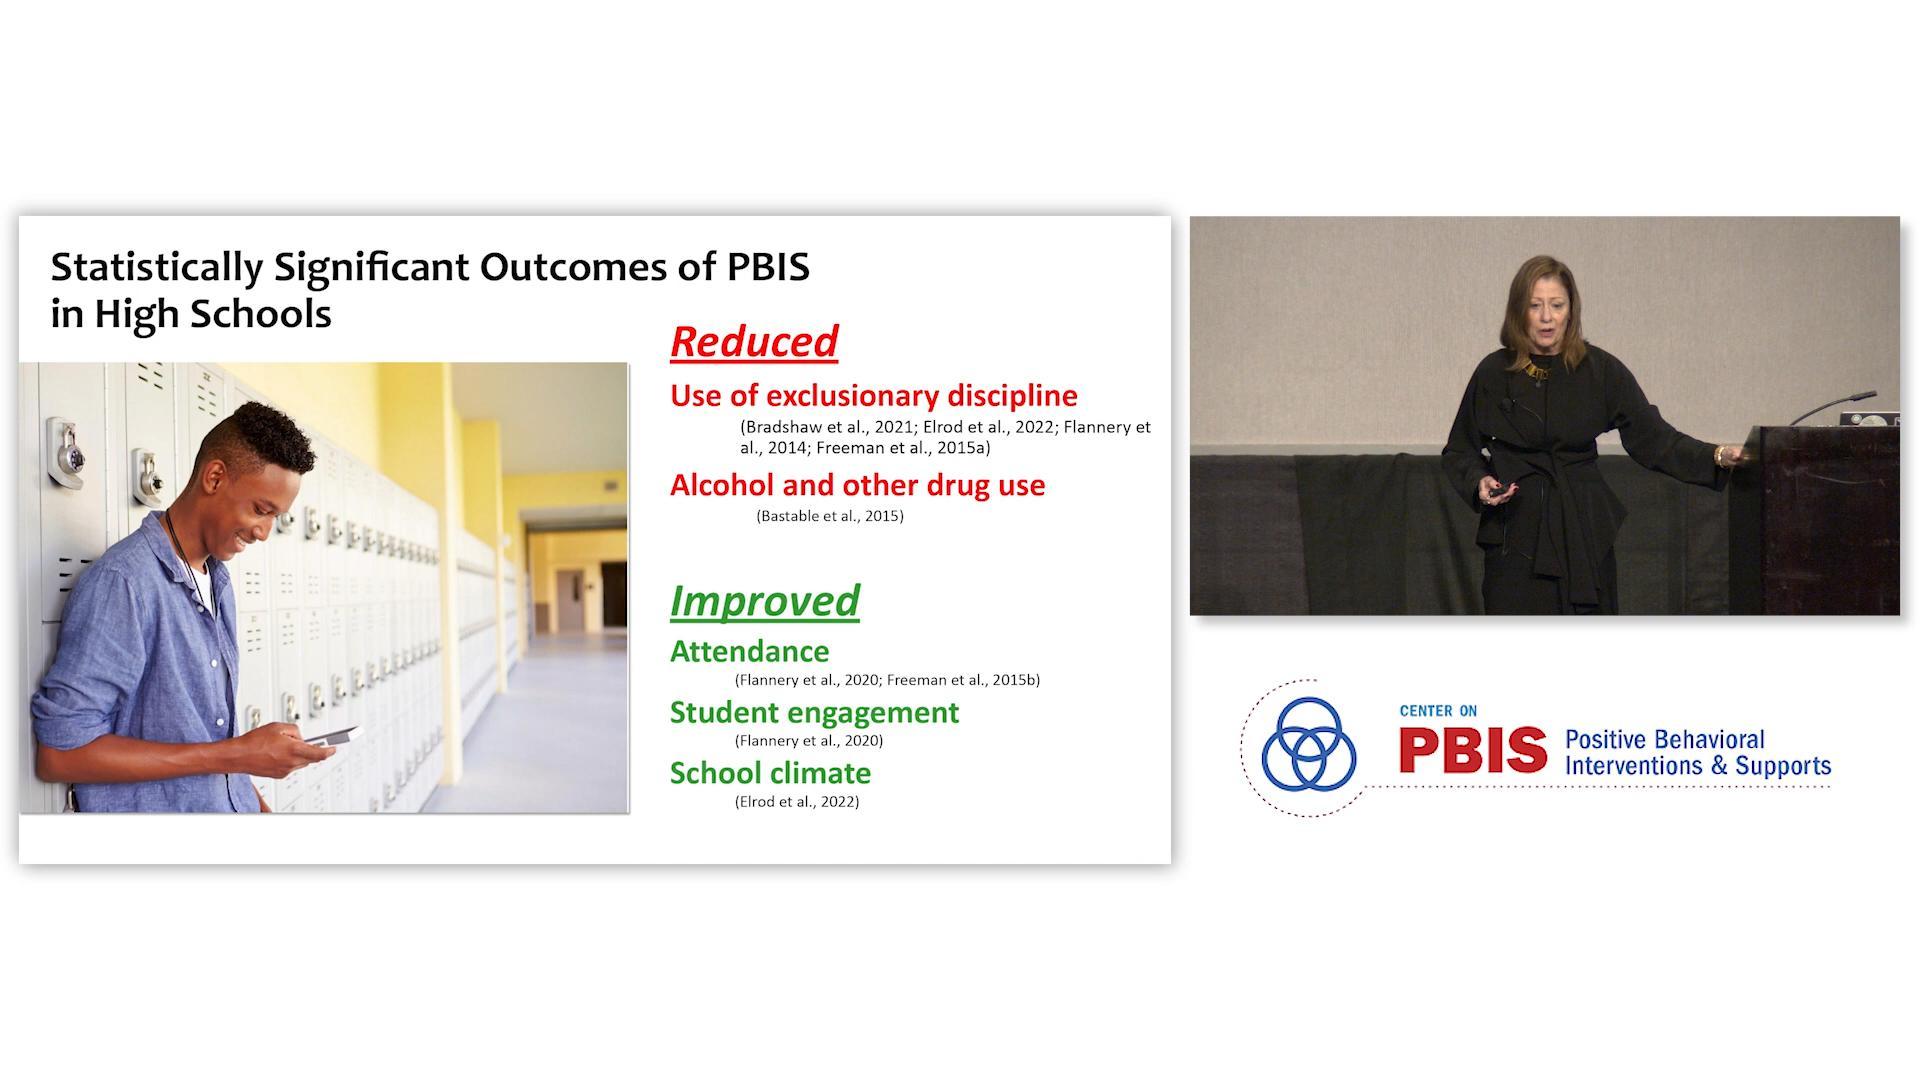 Statistically Significant Outcomes of PBIS
in High Schools
Reduced
Use of exclusionary discipline
(Bradshaw et al., 2021; Elrod et al., 2022; Flannery et
al., 2014; Freeman et al., 2015a)
Alcohol and other drug use
(Bastable et al., 2015)
Improved
Attendance
(Flannery et al., 2020; Freeman et al., 2015b)
Student engagement
(Flannery et al., 2020)
School climate
(Elrod et al., 2022)
CENTER ON
PBIS
Positive Behavioral
Interventions & Supports